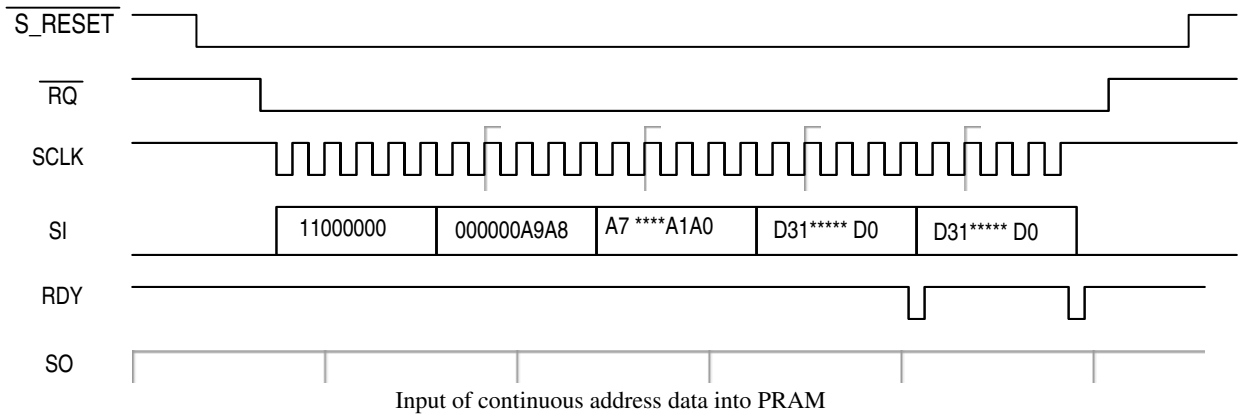 S_RESET
RQ
SCLK
SI 11000000 000000A9A8 A7 ****A1A0 D31***** D0 D31***** D0
RDY
SO
Input of continuous address data into PRAM